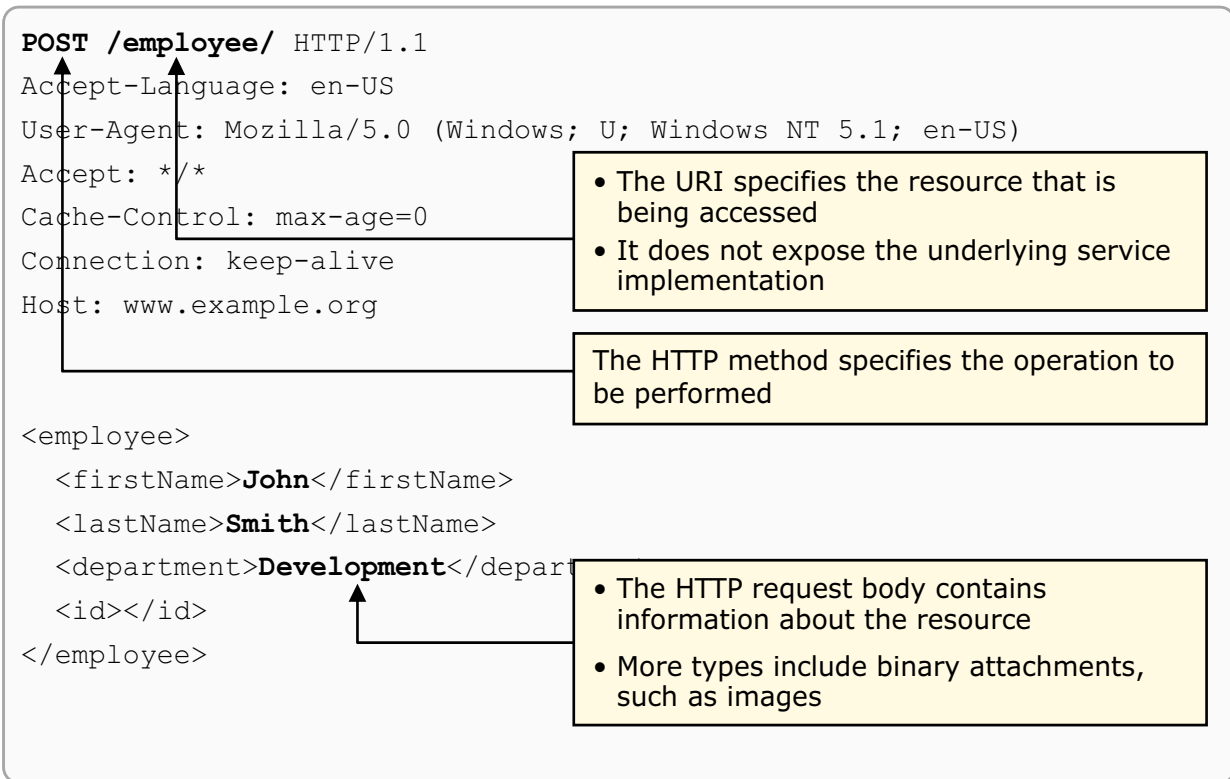 POST /employee/ HTTP/1.1
Accept-Language: en-US
User-Agent: Mozilla/5.0 (Windows; U; Windows NT 5.1; en-US)
Accept: */*
Cache-Control: max-age=0
Connection: keep-alive
Host: www.example.org
• The URI specifies the resource that is
being accessed
• It does not expose the underlying service
implementation
The HTTP method specifies the operation to
be performed
<employee>
<firstName>John</firstName>
<lastName>Smith</lastName>
<department>Development</depart
<id></id>
</employee>
• The HTTP request body contains
information about the resource
• More types include binary attachments,
such as images